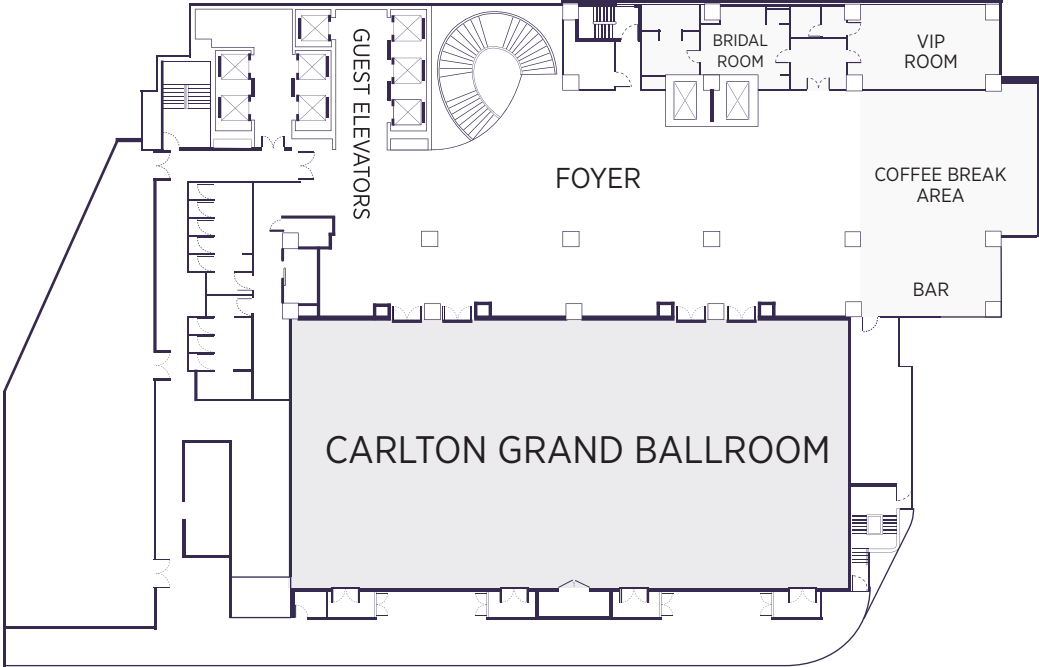 GUEST ELEVATORS
BRIDAL
ROOM
VIP
ROOM
FOYER
COFFEE BREAK
AREA
BAR
CARLTON GRAND BALLROOM